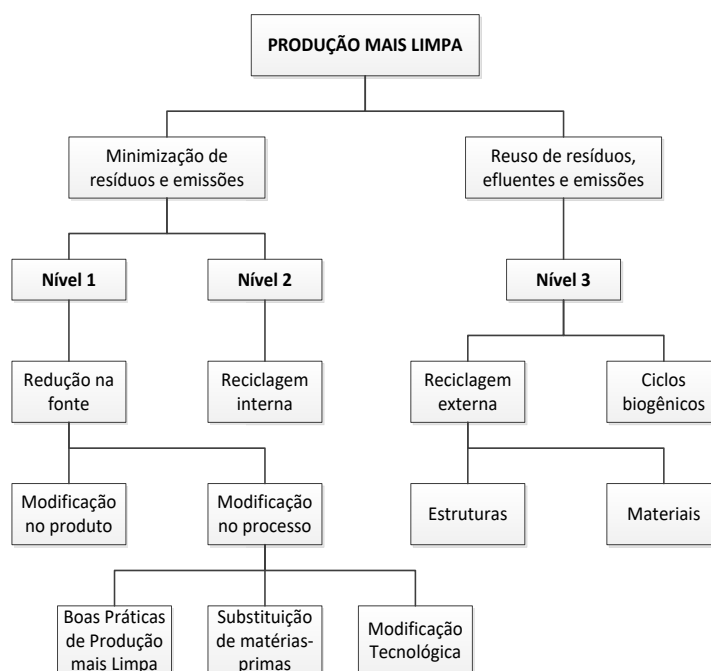 PRODUÇÃO MAIS LIMPA
Minimização de
resíduos e emissões
Reuso de resíduos,
efluentes e emissões
Nível 1
Nível 2
Nível 3
Redução na
fonte
Reciclagem
interna
Reciclagem
externa
Ciclos
biogênicos
Modificação
no produto
Modificação
no processo
Estruturas
Materiais
Boas Práticas
de Produção
mais Limpa
Substituição
de matérias-
primas
Modificação
Tecnológica